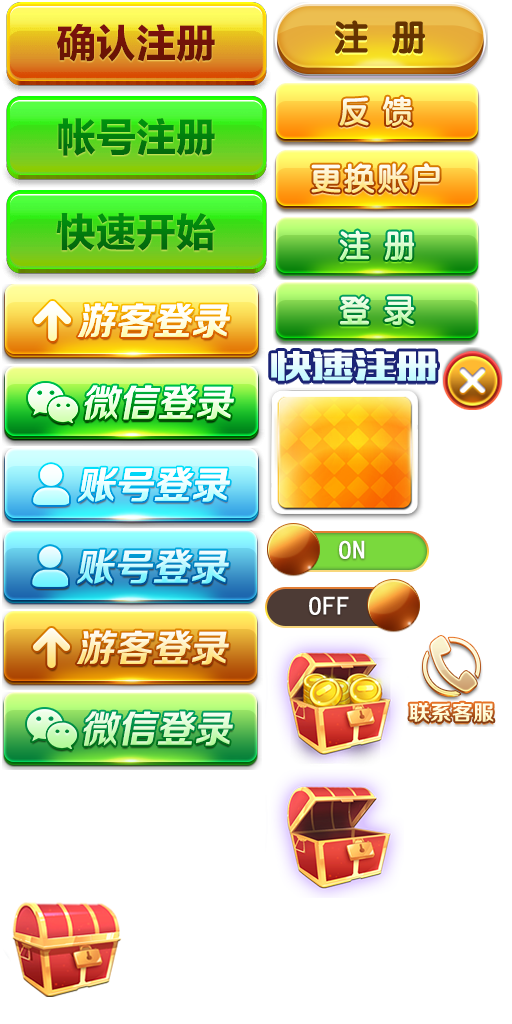 确认注册
帐号注册
快速开始
游客登录
微信登录
账号登录
账号登录
游客登录
微信登录
注 册
反 馈
更换账户
注 册
登 录
快速注册
ON
OFF
联系客服